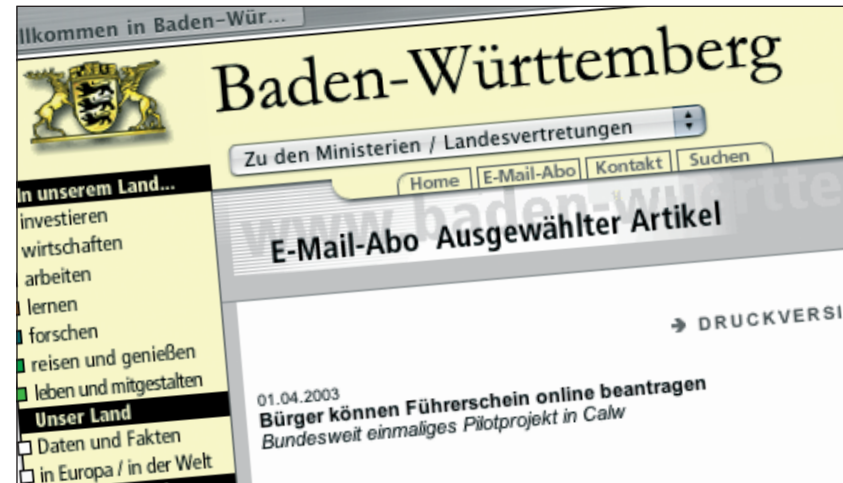 llkommen in Baden-Wür...
Baden-Württemberg
Zu den Ministerien / Landesvertretungen
Home E-Mail-Abo Kontakt Suchen
In unserem Land...
investieren
wirtschaften
arbeiten
lernen
forschen
reisen und genießen
leben und mitgestalten
Unser Land
Daten und Fakten
in Europa / in der Welt
www.baden-wuertte
E-Mail-Abo Ausgewählter Artikel
DRUCKVERSI
01.04.2003
Bürger können Führerschein online beantragen
Bundesweit einmaliges Pilotprojekt in Calw